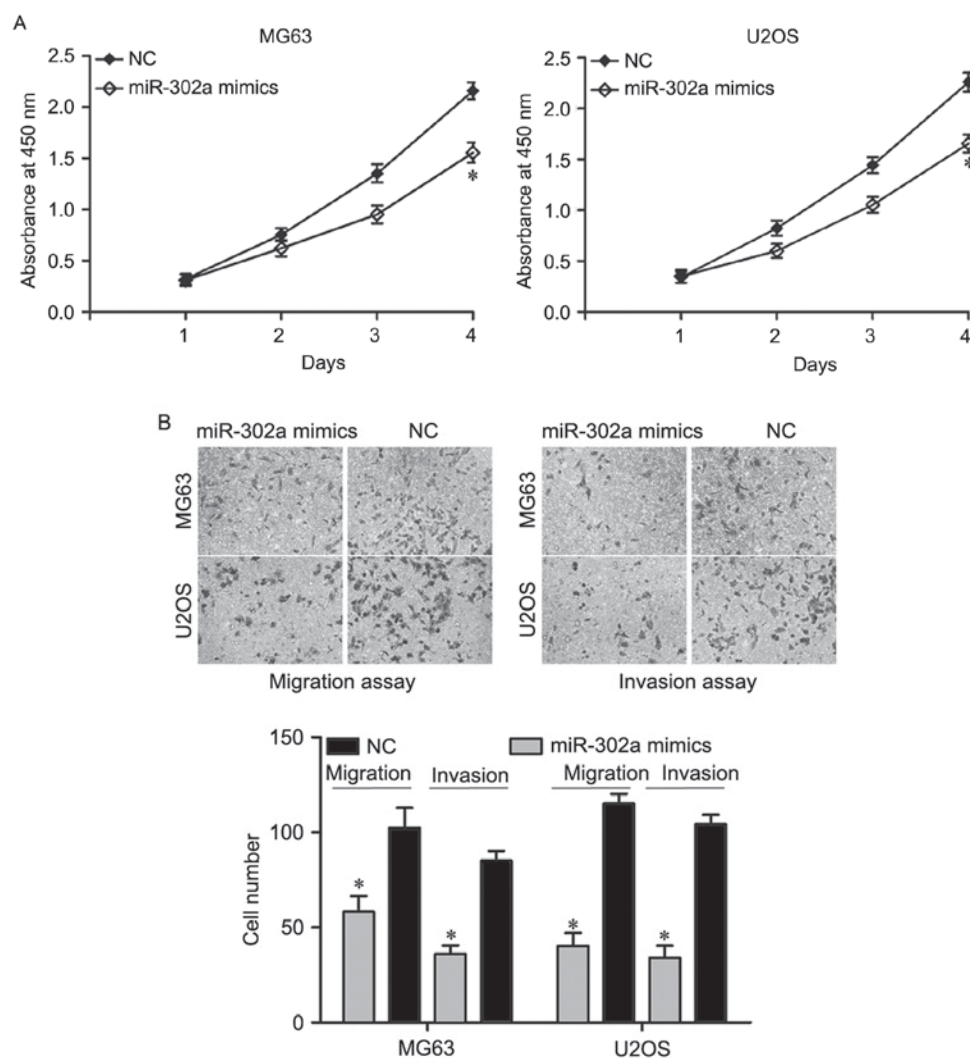 A
MG63
NC
miR-302a mimics
Absorbance at 450 nm
2.5
2.0
1.5
1.0
0.5
0.0
*
1 2 3 4
Days
U2OS
NC
miR-302a mimics
Absorbance at 450 nm
2.5
2.0
1.5
1.0
0.5
0.0
*
1 2 3 4
Days
B
miR-302a mimics NC
MG63
U2OS
Migration assay
miR-302a mimics NC
MG63
U2OS
Invasion assay
NC miR-302a mimics
Migration Invasion Migration Invasion
Cell number
150
100
50
0
* * * *
MG63 U2OS